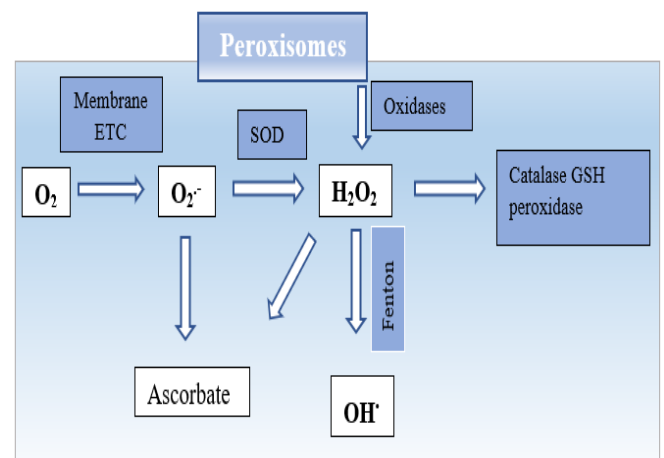 Peroxisomes
Membrane
ETC
SOD
Oxidases
O₂
O₂·-
H₂O₂
Catalase GSH
peroxidase
Fenton
Ascorbate
OH•